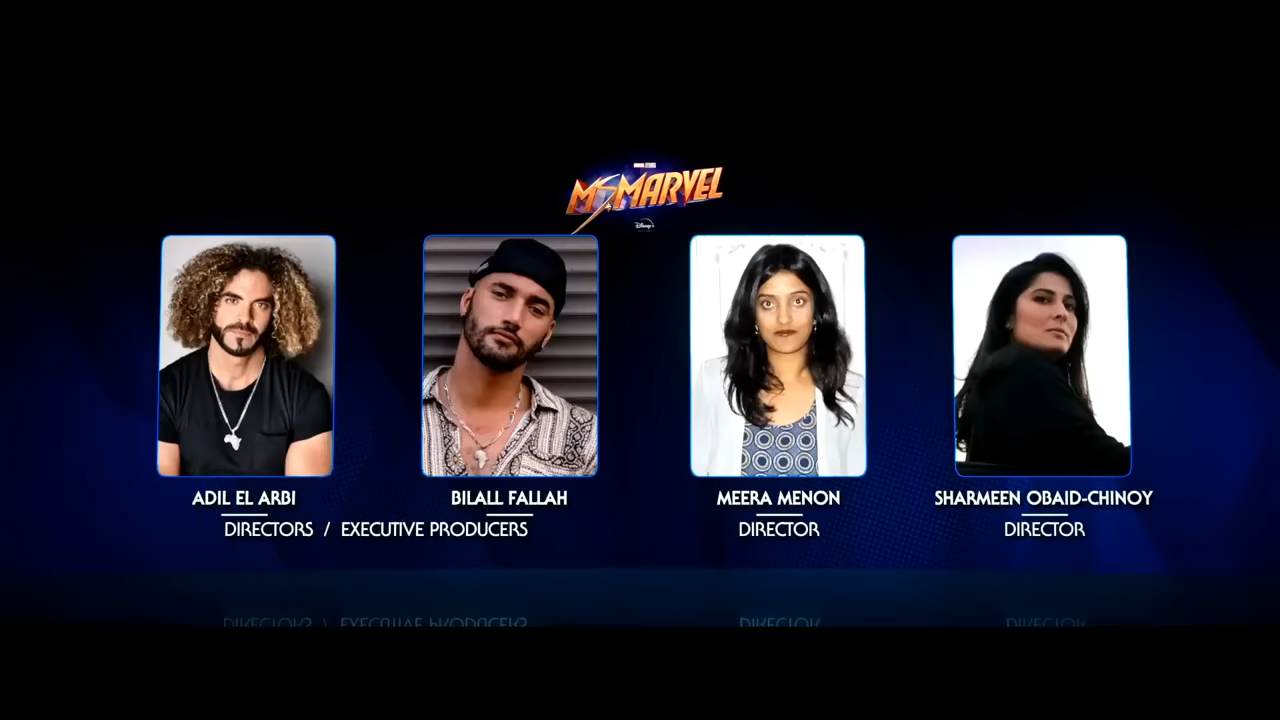 MARVEL STUDIOS
MS. MARVEL
Disney+
ADIL EL ARBI
BILALL FALLAH
MEERA MENON
SHARMEEN OBAID-CHINOY
DIRECTORS / EXECUTIVE PRODUCERS
DIRECTOR
DIRECTOR